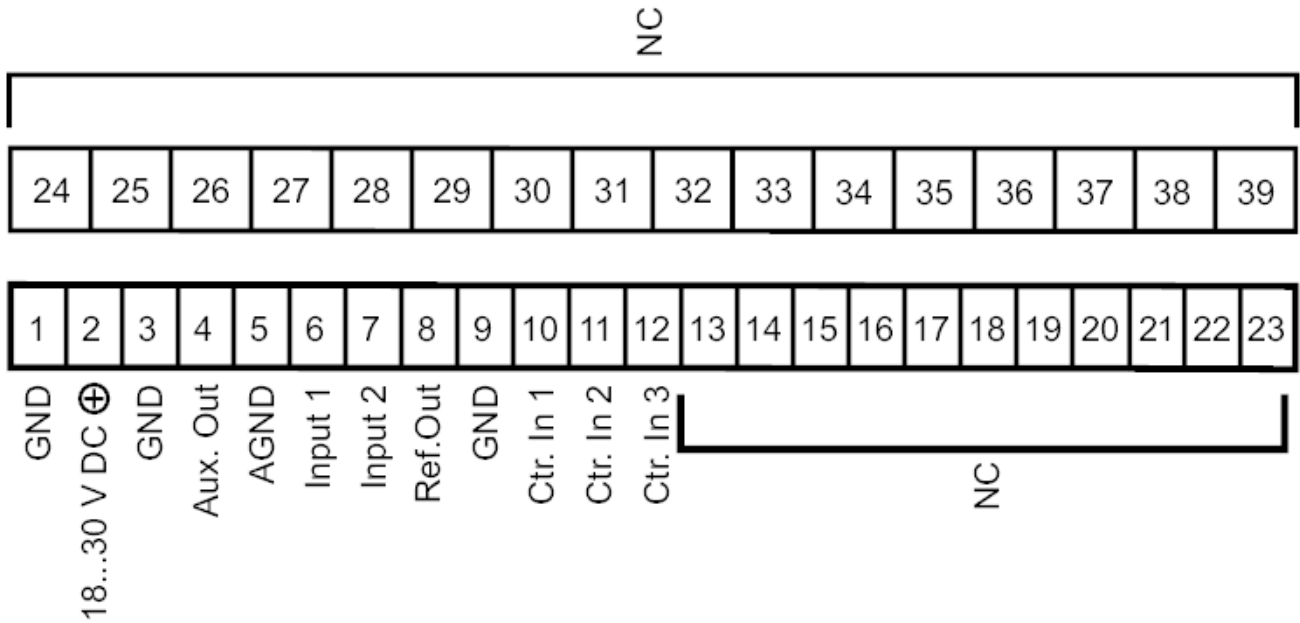 NC
24 25 26 27 28 29 30 31 32 33 34 35 36 37 38 39
1 2 3 4 5 6 7 8 9 10 11 12 13 14 15 16 17 18 19 20 21 22 23
GND
18...30 V DC ⊕
GND
Aux. Out
AGND
Input 1
Input 2
Ref.Out
GND
Ctr. In 1
Ctr. In 2
Ctr. In 3
NC